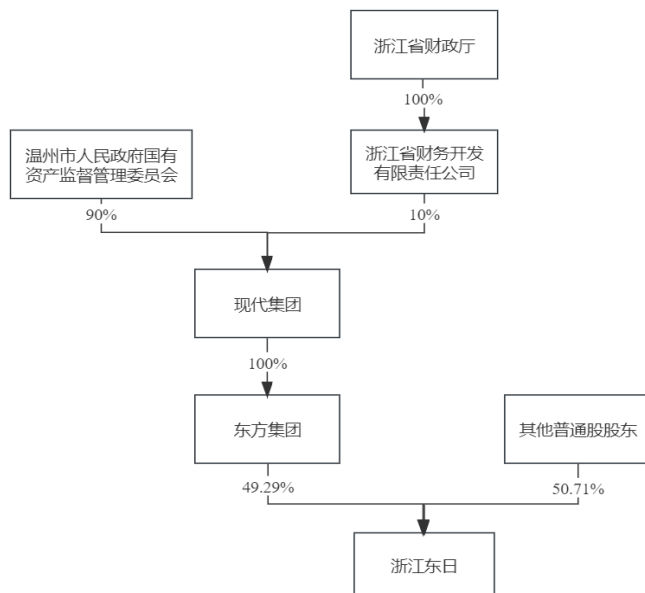 浙江省财政厅
100%
温州市人民政府国有
资产监督管理委员会
浙江省财务开发
有限责任公司
90%
10%
现代集团
100%
东方集团
其他普通股股东
49.29%
50.71%
浙江东日